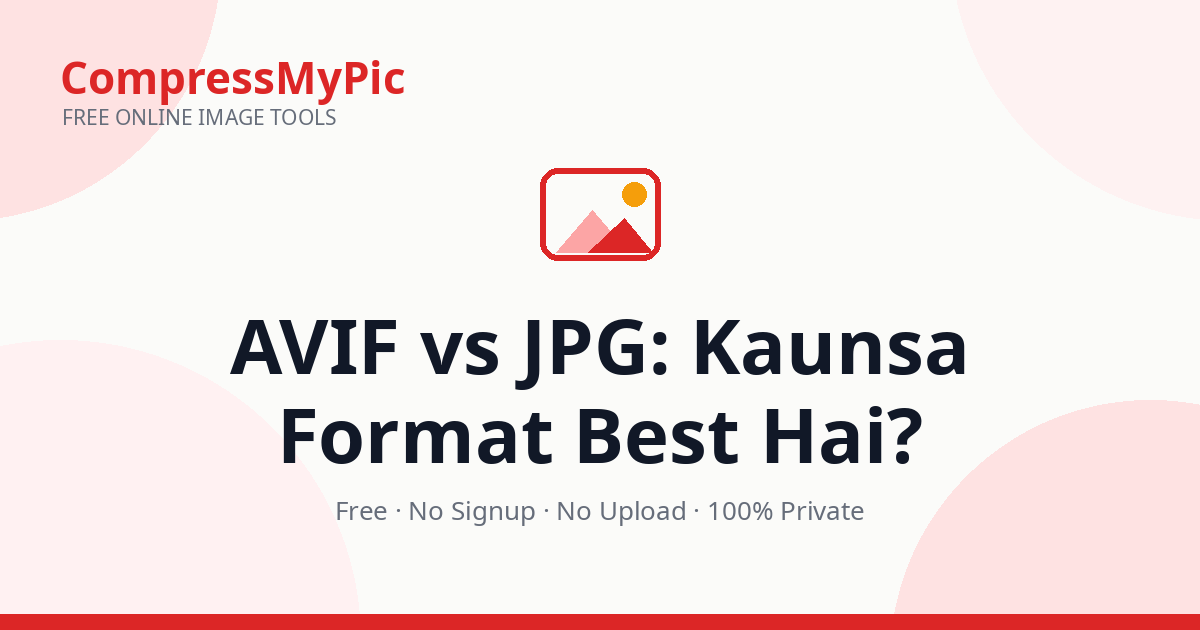 CompressMyPic
FREE ONLINE IMAGE TOOLS
AVIF vs JPG: Kaunsa
Format Best Hai?
Free · No Signup · No Upload · 100% Private